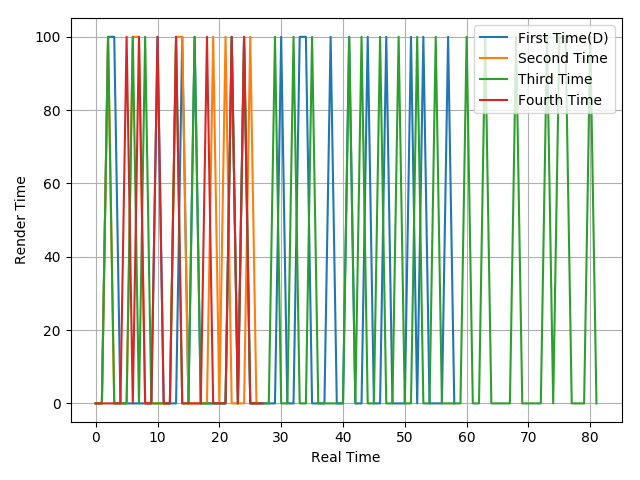 First Time(D)
Second Time
Third Time
Fourth Time
100
80
60
40
20
0
Render Time
0 10 20 30 40 50 60 70 80
Real Time